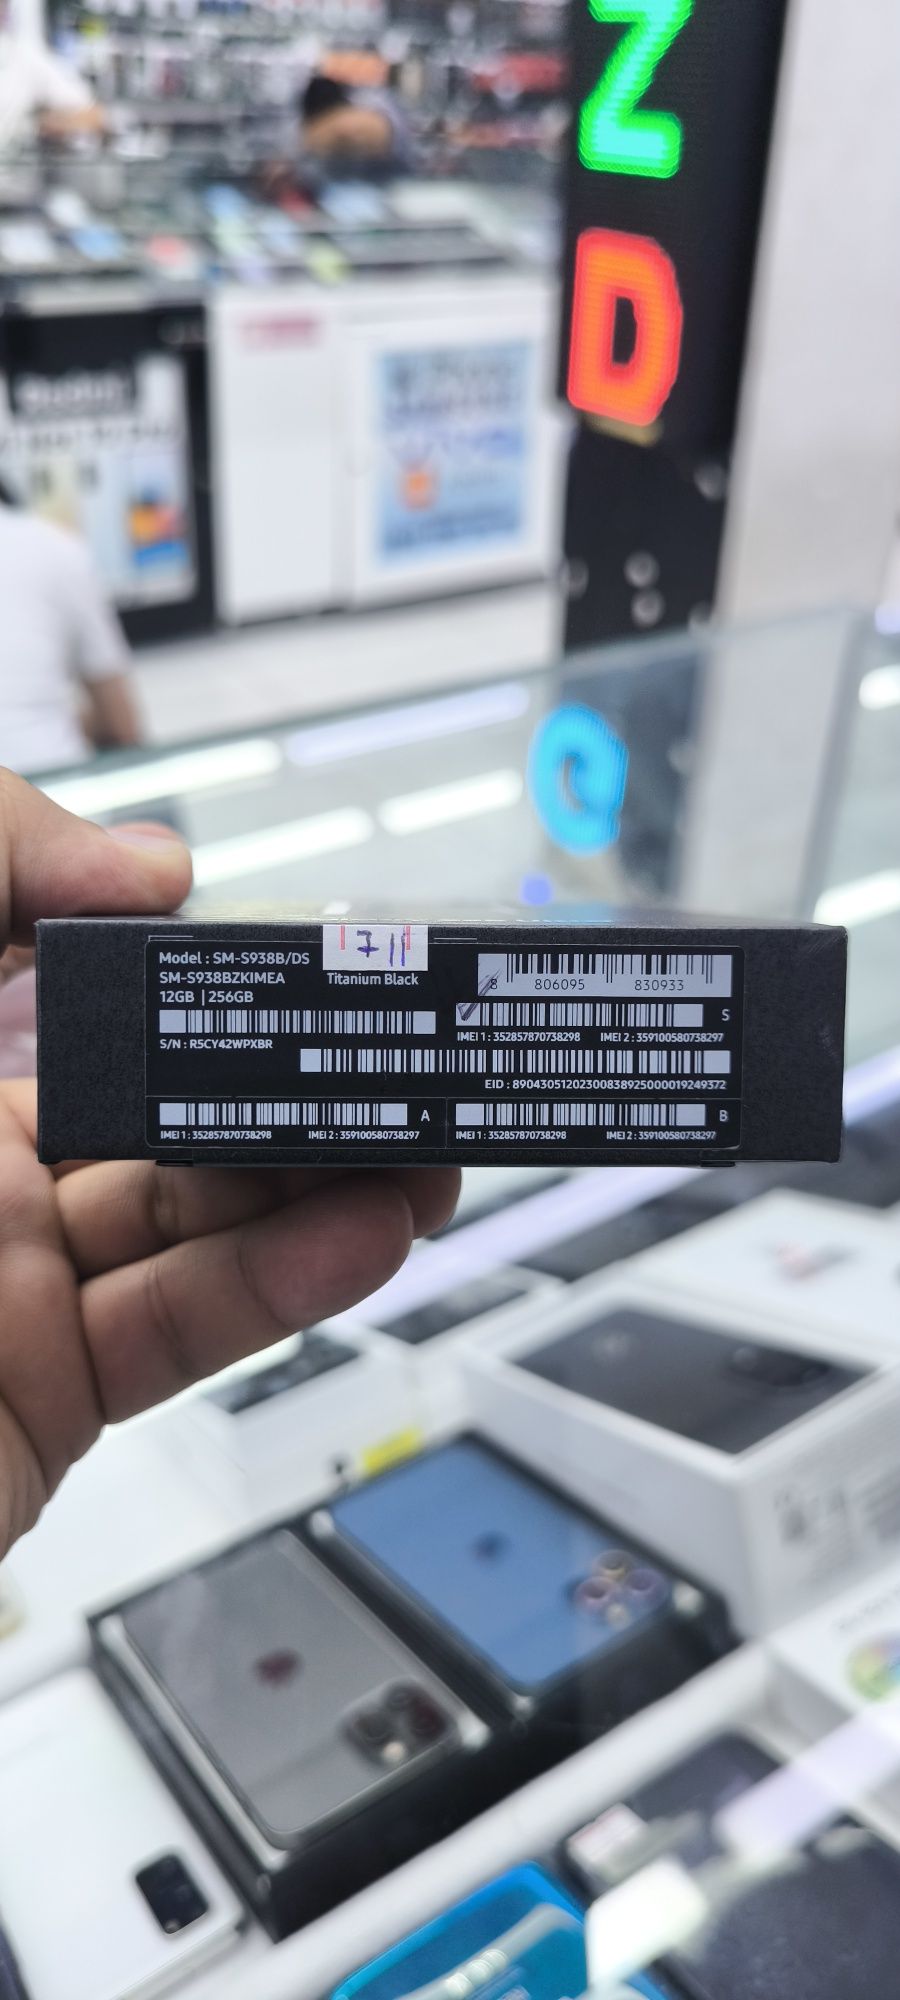 Z
D
7 11
Model : SM-S938B/DS
SM-S938BZKIMEA
Titanium Black
12GB | 256GB
8 806095 830933
S
IMEI 1 : 352857870738298 IMEI 2 : 359100580738297
S/N : R5CY42WPXBR
EID : 89043051202300838925000019249372
A
IMEI 1 : 352857870738298 IMEI 2 : 359100580738297
B
IMEI 1 : 352857870738298 IMEI 2 : 359100580738297